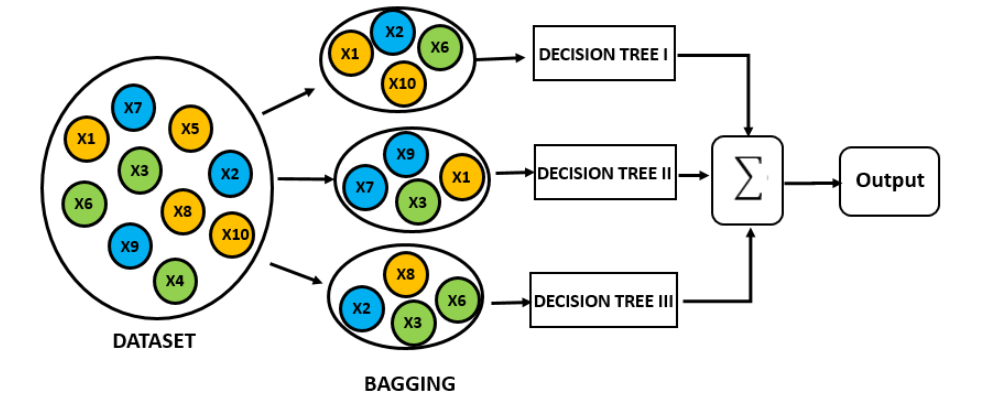 X7
X1
X5
X3
X2
X6
X8
X10
X9
X4
DATASET
X2
X1
X6
X10
X9
X7
X1
X3
X8
X2
X6
X3
BAGGING
DECISION TREE I
DECISION TREE II
DECISION TREE III
∑
Output